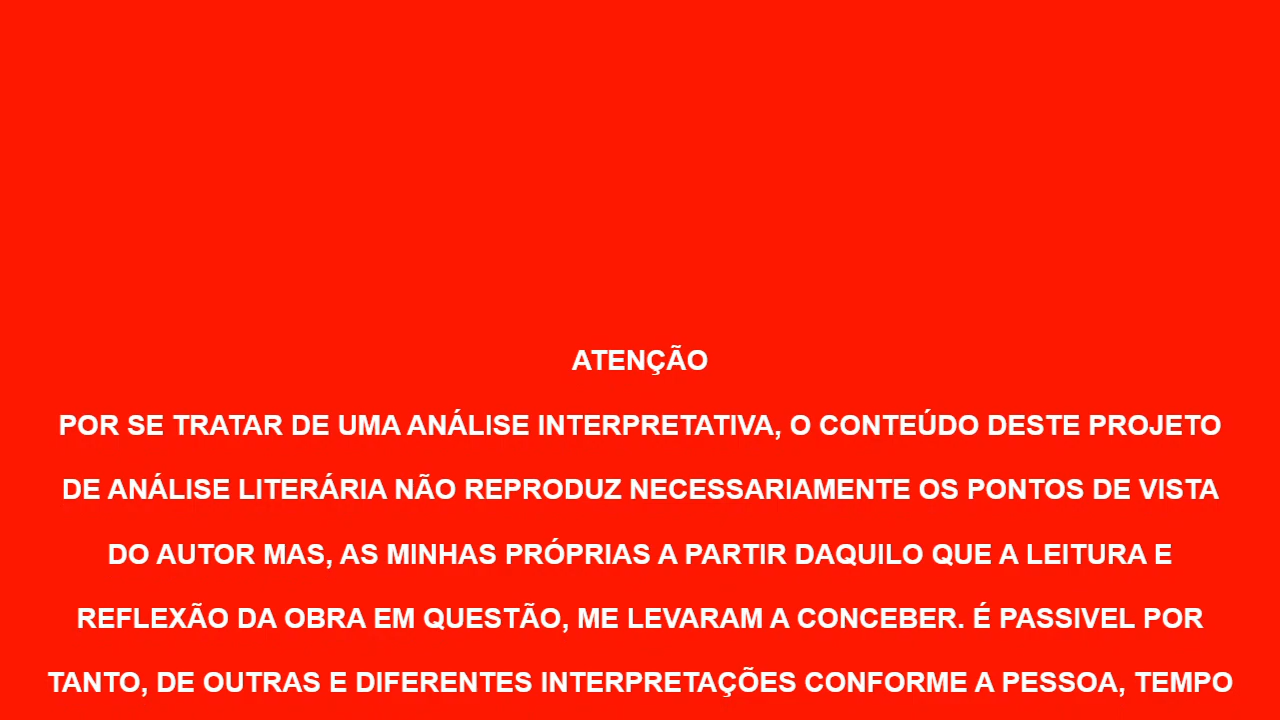 ATENÇÃO
POR SE TRATAR DE UMA ANÁLISE INTERPRETATIVA, O CONTEÚDO DESTE PROJETO
DE ANÁLISE LITERÁRIA NÃO REPRODUZ NECESSARIAMENTE OS PONTOS DE VISTA
DO AUTOR MAS, AS MINHAS PRÓPRIAS A PARTIR DAQUILO QUE A LEITURA E
REFLEXÃO DA OBRA EM QUESTÃO, ME LEVARAM A CONCEBER. É PASSIVEL POR
TANTO, DE OUTRAS E DIFERENTES INTERPRETAÇÕES CONFORME A PESSOA, TEMPO